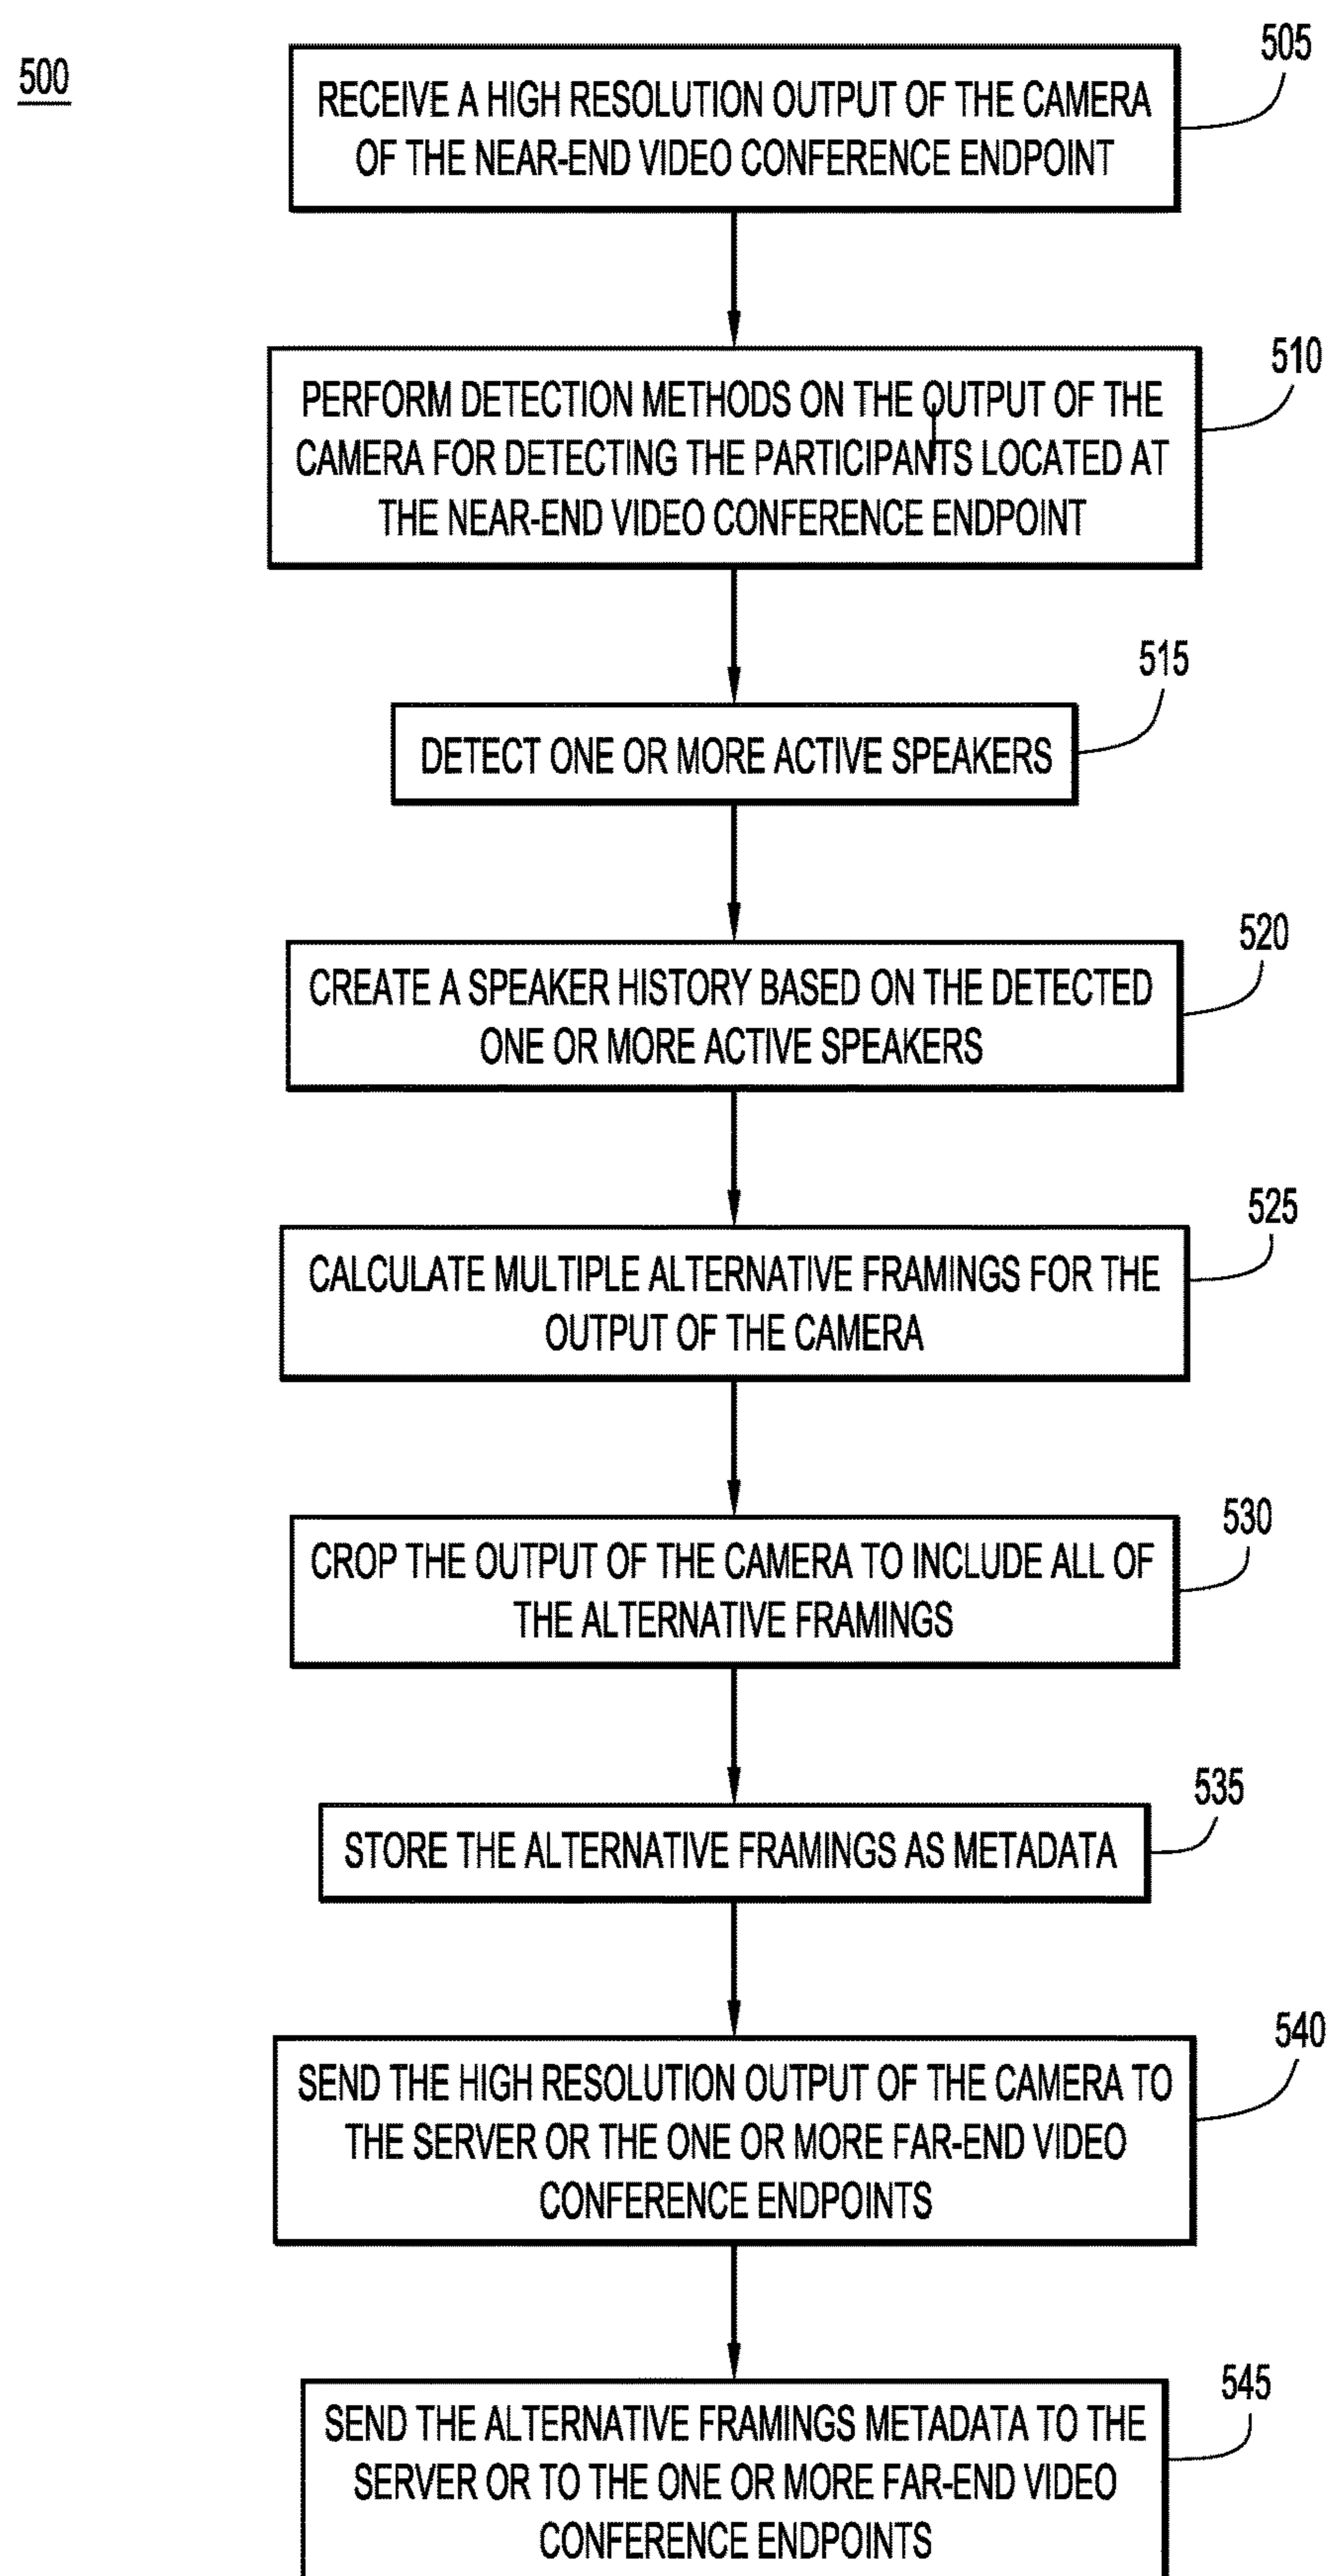 500
505
RECEIVE A HIGH RESOLUTION OUTPUT OF THE CAMERA
OF THE NEAR-END VIDEO CONFERENCE ENDPOINT
510
PERFORM DETECTION METHODS ON THE OUTPUT OF THE
CAMERA FOR DETECTING THE PARTICIPANTS LOCATED AT
THE NEAR-END VIDEO CONFERENCE ENDPOINT
515
DETECT ONE OR MORE ACTIVE SPEAKERS
520
CREATE A SPEAKER HISTORY BASED ON THE DETECTED
ONE OR MORE ACTIVE SPEAKERS
525
CALCULATE MULTIPLE ALTERNATIVE FRAMINGS FOR THE
OUTPUT OF THE CAMERA
530
CROP THE OUTPUT OF THE CAMERA TO INCLUDE ALL OF
THE ALTERNATIVE FRAMINGS
535
STORE THE ALTERNATIVE FRAMINGS AS METADATA
540
SEND THE HIGH RESOLUTION OUTPUT OF THE CAMERA TO
THE SERVER OR THE ONE OR MORE FAR-END VIDEO
CONFERENCE ENDPOINTS
545
SEND THE ALTERNATIVE FRAMINGS METADATA TO THE
SERVER OR TO THE ONE OR MORE FAR-END VIDEO
CONFERENCE ENDPOINTS